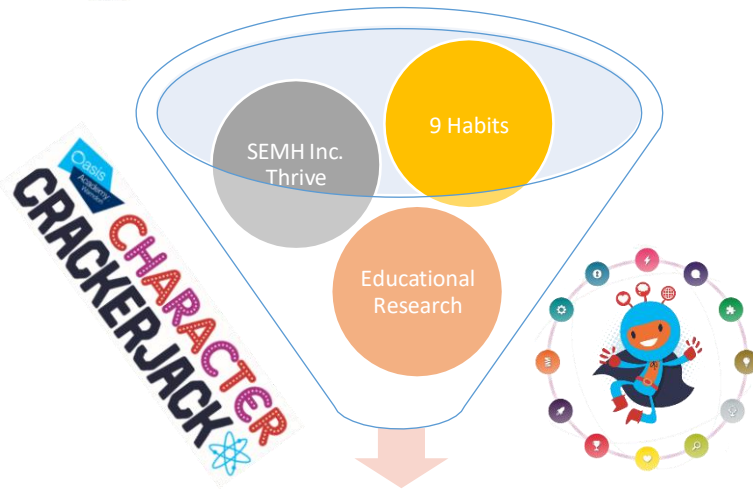 9 Habits
SEMH Inc.
Thrive
Educational
Research
Oasis
Academy
CHARACTER
CRACKERJACK